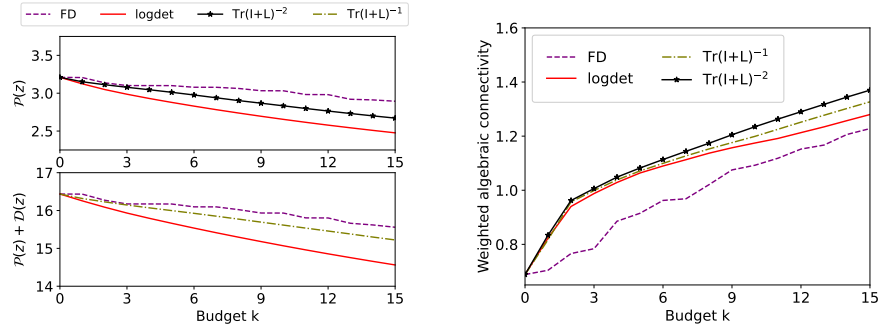 FD logdet Tr(I+L)⁻² Tr(I+L)⁻¹
3.5
3.0
2.5
P(z)
0 3 6 9 12 15
17
16
15
14
P(z) + D(z)
0 3 6 9 12 15
Budget k
1.6
1.4
1.2
1.0
0.8
Weighted algebraic connectivity
FD Tr(I+L)⁻¹
logdet Tr(I+L)⁻²
0 3 6 9 12 15
Budget k